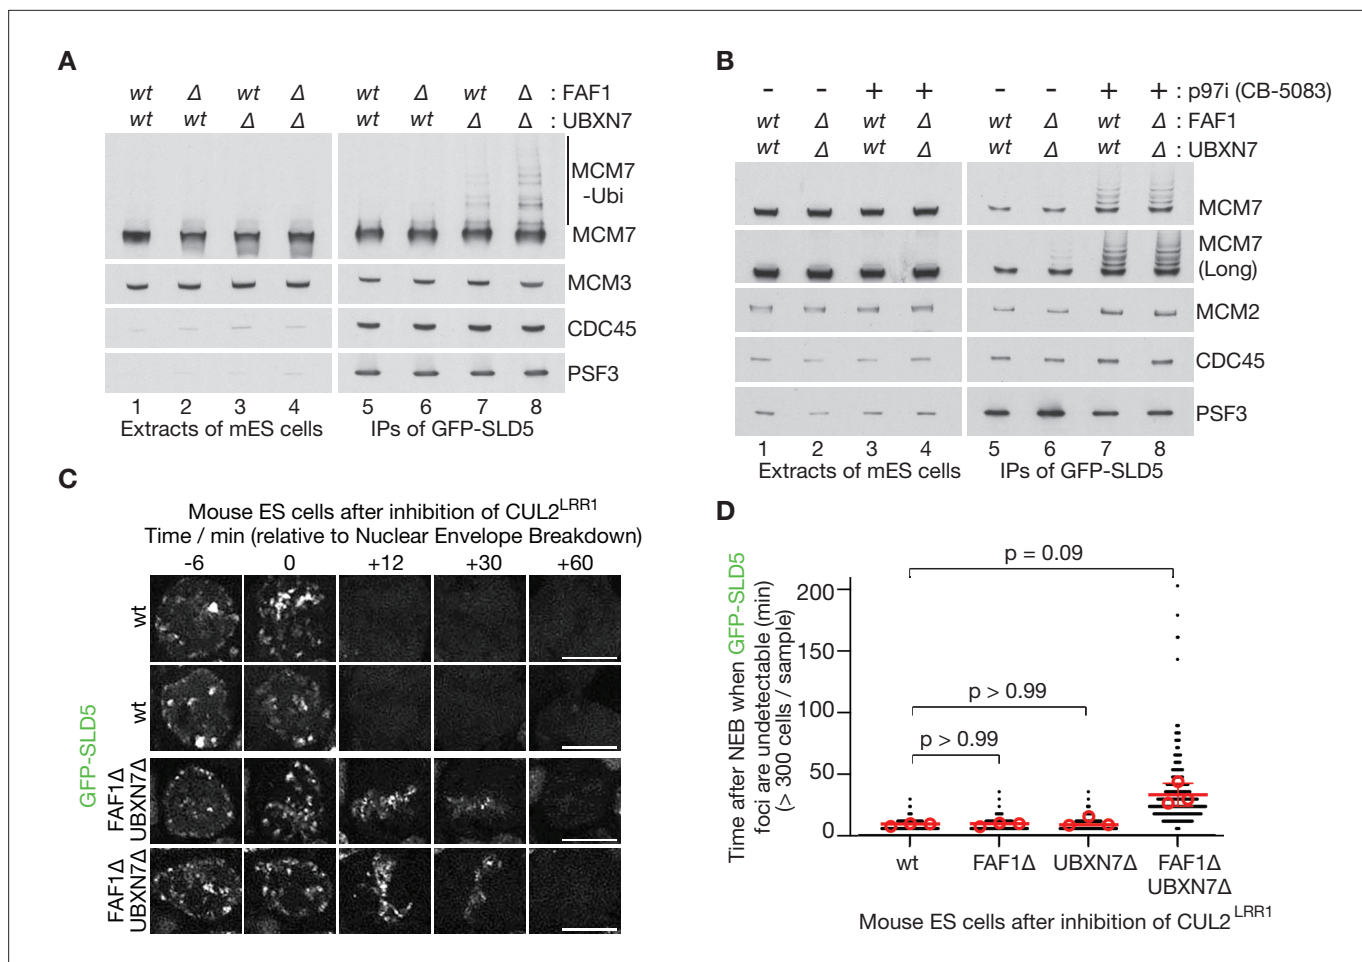 A
wt Δ wt Δ wt Δ wt Δ : FAF1
wt wt Δ Δ wt wt Δ Δ : UBXN7
MCM7
-Ubi
MCM7
MCM3
CDC45
PSF3
1 2 3 4 5 6 7 8
Extracts of mES cells IPs of GFP-SLD5
B
- - + + - - + + : p97i (CB-5083)
wt Δ wt Δ wt Δ wt Δ : FAF1
wt Δ wt Δ wt Δ wt Δ : UBXN7
MCM7
MCM7
(Long)
MCM2
CDC45
PSF3
1 2 3 4 5 6 7 8
Extracts of mES cells IPs of GFP-SLD5
C
Mouse ES cells after inhibition of CUL2^LRR1
Time / min (relative to Nuclear Envelope Breakdown)
-6 0 +12 +30 +60
GFP-SLD5
wt
wt
FAF1Δ
UBXN7Δ
FAF1Δ
UBXN7Δ
D
Time after NEB when GFP-SLD5
foci are undetectable (min)
(> 300 cells / sample)
200
150
100
50
0
p = 0.09
p > 0.99
p > 0.99
wt FAF1Δ UBXN7Δ FAF1Δ
UBXN7Δ
Mouse ES cells after inhibition of CUL2^LRR1